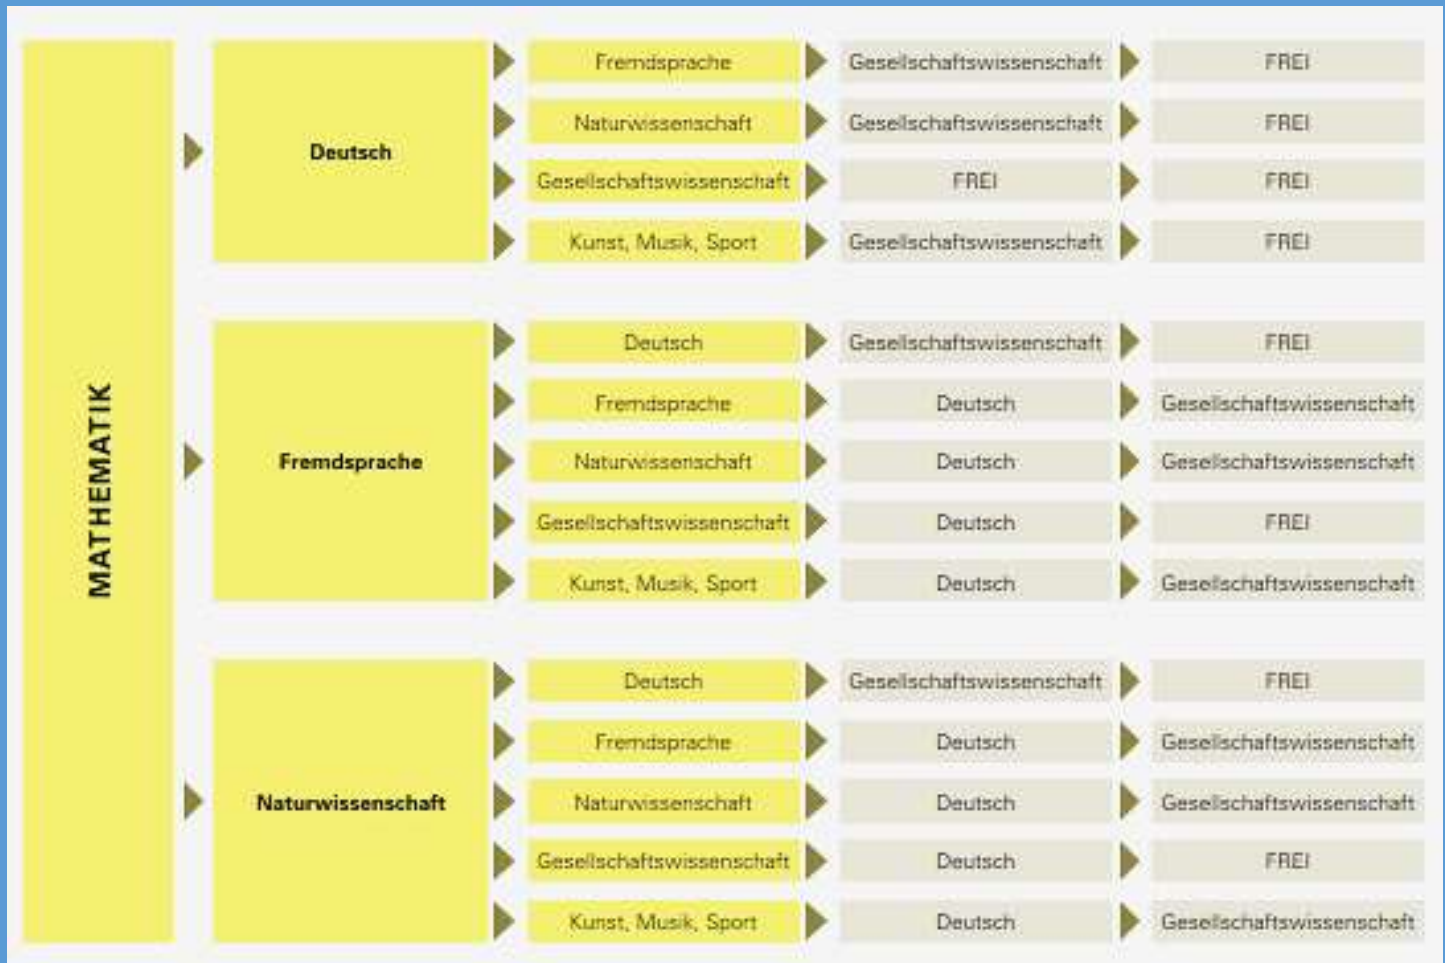 MATHEMATIK
Deutsch
Fremdsprache Gesellschaftswissenschaft FREI
Naturwissenschaft Gesellschaftswissenschaft FREI
Gesellschaftswissenschaft FREI FREI
Kunst, Musik, Sport Gesellschaftswissenschaft FREI
Fremdsprache
Deutsch Gesellschaftswissenschaft FREI
Fremdsprache Deutsch Gesellschaftswissenschaft
Naturwissenschaft Deutsch Gesellschaftswissenschaft
Gesellschaftswissenschaft Deutsch FREI
Kunst, Musik, Sport Deutsch Gesellschaftswissenschaft
Naturwissenschaft
Deutsch Gesellschaftswissenschaft FREI
Fremdsprache Deutsch Gesellschaftswissenschaft
Naturwissenschaft Deutsch Gesellschaftswissenschaft
Gesellschaftswissenschaft Deutsch FREI
Kunst, Musik, Sport Deutsch Gesellschaftswissenschaft